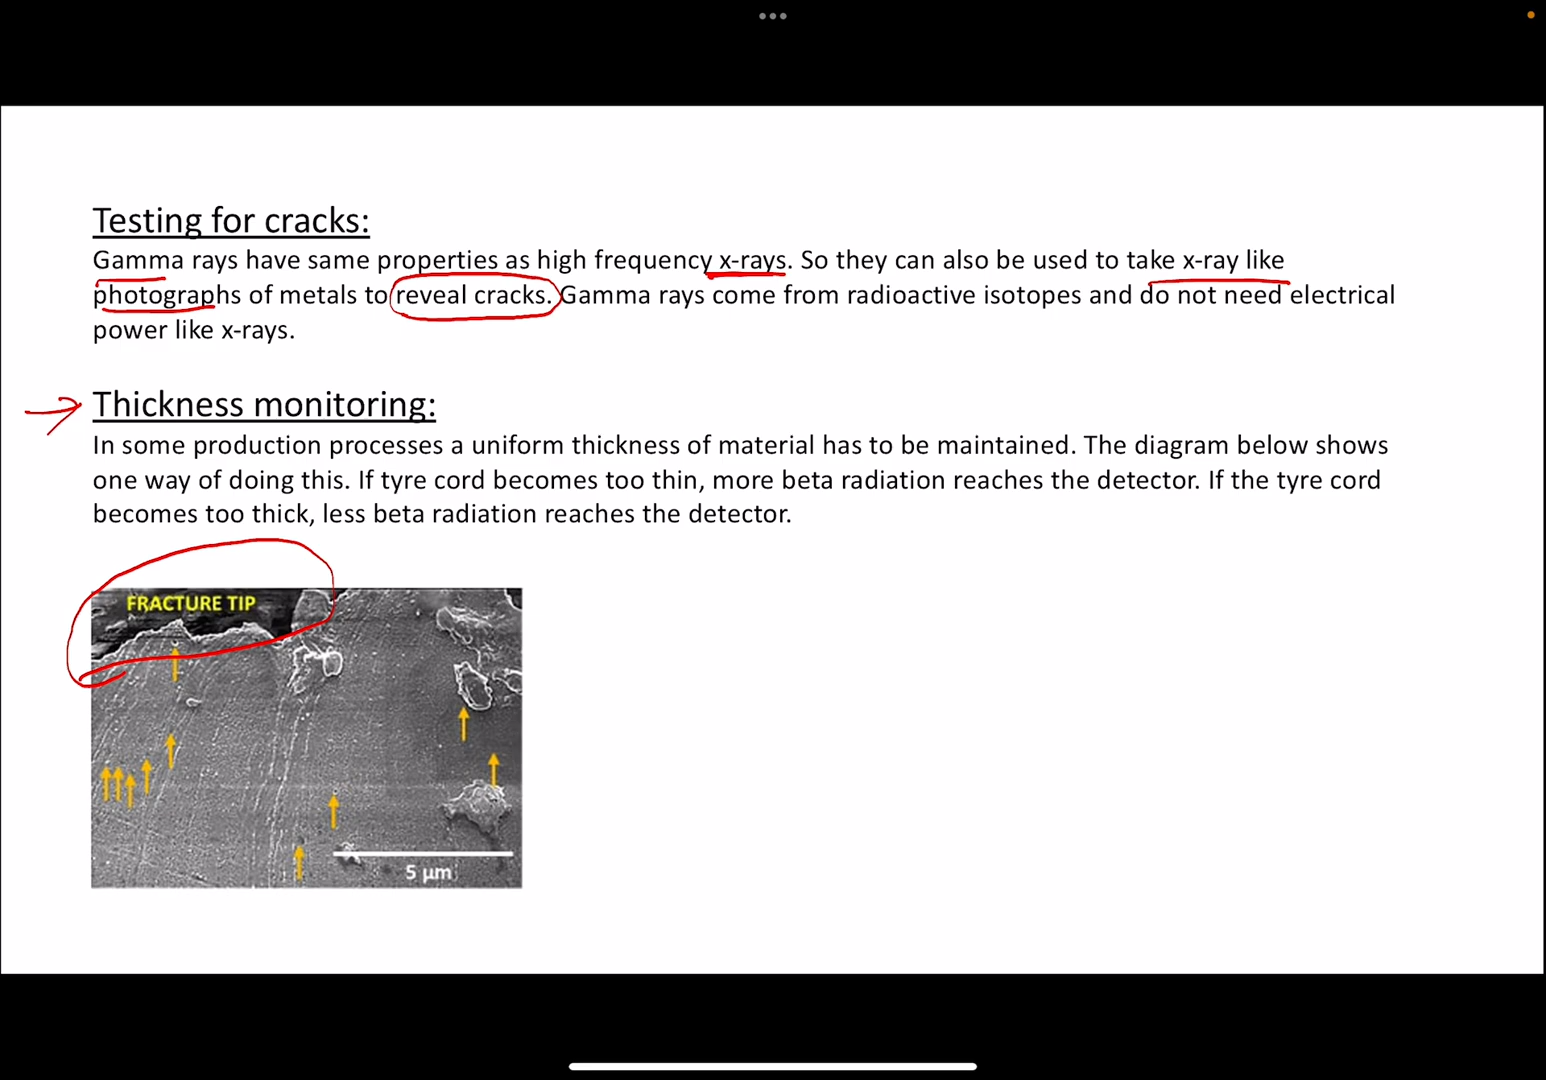 Testing for cracks:
Gamma rays have same properties as high frequency x-rays. So they can also be used to take x-ray like
photographs of metals to reveal cracks. Gamma rays come from radioactive isotopes and do not need electrical
power like x-rays.
Thickness monitoring:
In some production processes a uniform thickness of material has to be maintained. The diagram below shows
one way of doing this. If tyre cord becomes too thin, more beta radiation reaches the detector. If the tyre cord
becomes too thick, less beta radiation reaches the detector.
FRACTURE TIP
5 µm